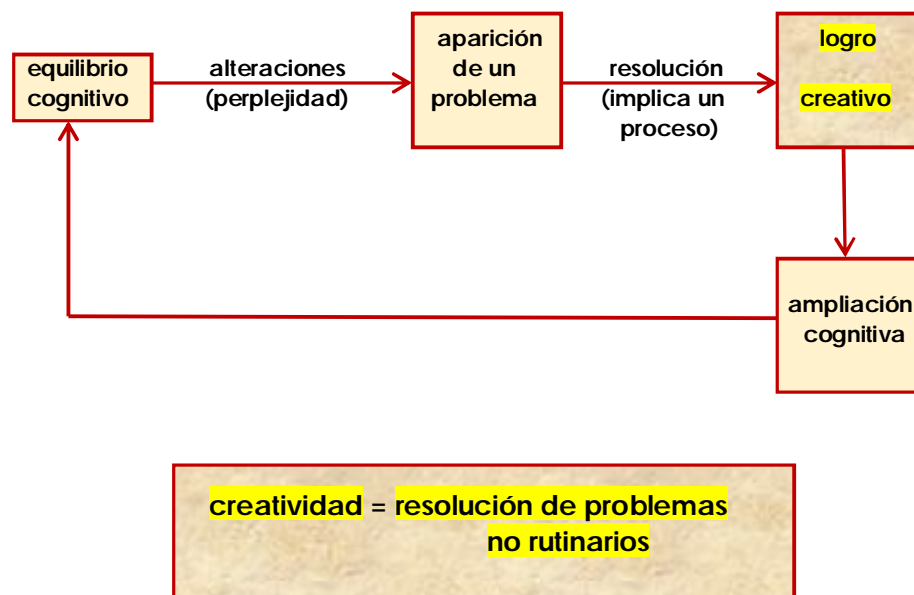 equilibrio
cognitivo
alteraciones
(perplejidad)
aparición
de un
problema
resolución
(implica un
proceso)
logro
creativo
ampliación
cognitiva
creatividad = resolución de problemas
no rutinarios